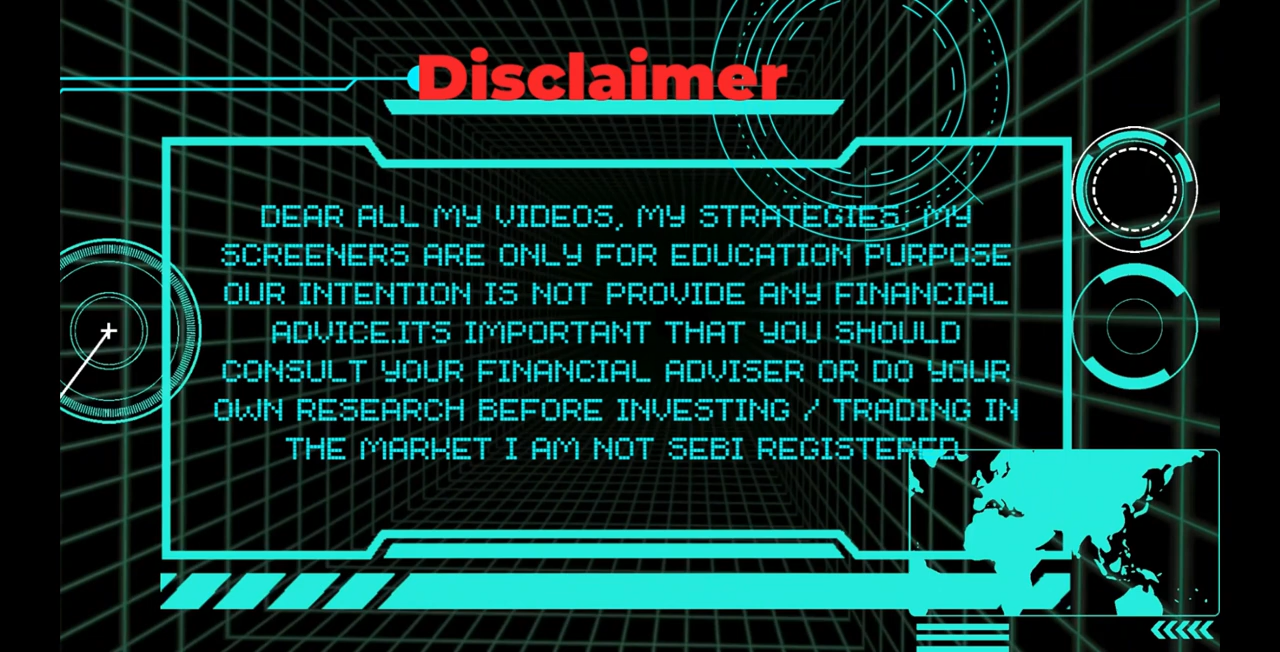 Disclaimer
DEAR ALL MY VIDEOS, MY STRATEGIES, MY
SCREENERS ARE ONLY FOR EDUCATION PURPOSE
OUR INTENTION IS NOT PROVIDE ANY FINANCIAL
ADVICE.ITS IMPORTANT THAT YOU SHOULD
CONSULT YOUR FINANCIAL ADVISER OR DO YOUR
OWN RESEARCH BEFORE INVESTING / TRADING IN
THE MARKET I AM NOT SEBI REGISTERED.